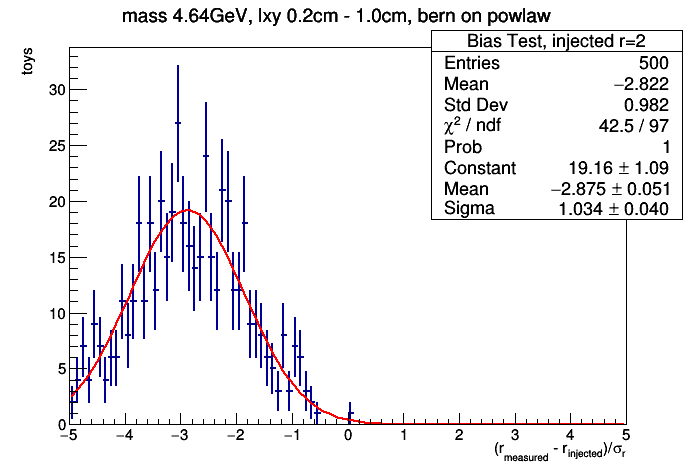 mass 4.64GeV, lxy 0.2cm - 1.0cm, bern on powlaw
toys
Bias Test, injected r=2
Entries 500
Mean −2.822
Std Dev 0.982
χ² / ndf 42.5 / 97
Prob 1
Constant 19.16 ± 1.09
Mean −2.875 ± 0.051
Sigma 1.034 ± 0.040
30
25
20
15
10
5
0
−5 −4 −3 −2 −1 0 1 2 3 4 5
(r_measured - r_injected)/σ_r